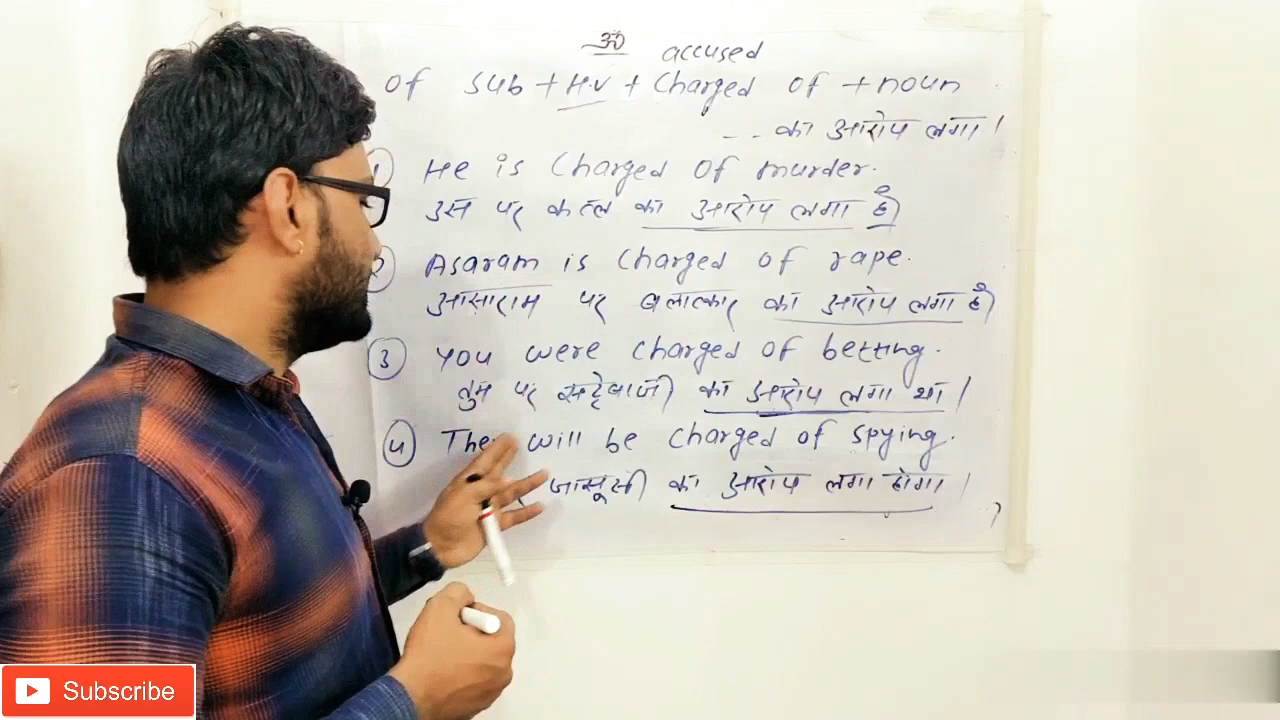 ॐ
accused
of sub + H.V + Charged of + noun
-- का आरोप लगा।
He is Charged of murder.
उस पर कत्ल का आरोप लगा है।
2 Asaram is Charged of rape.
आसाराम पर बलात्कार का आरोप लगा है।
3 You were Charged of betting.
तुम पर सट्टेबाजी का आरोप लगा था।
4 They will be charged of spying.
जासूसी का आरोप लगा होगा।
Subscribe